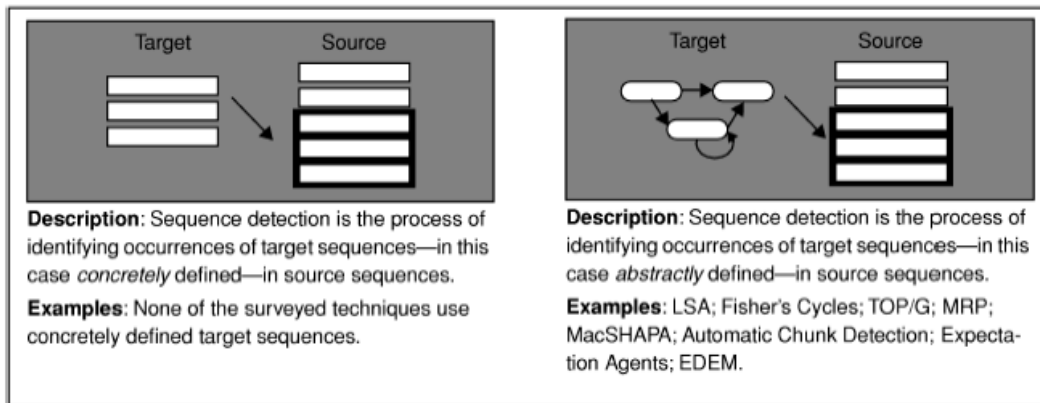 Target Source
Description: Sequence detection is the process of
identifying occurrences of target sequences—in this
case concretely defined—in source sequences.
Examples: None of the surveyed techniques use
concretely defined target sequences.
Target Source
Description: Sequence detection is the process of
identifying occurrences of target sequences—in this
case abstractly defined—in source sequences.
Examples: LSA; Fisher's Cycles; TOP/G; MRP;
MacSHAPA; Automatic Chunk Detection; Expecta-
tion Agents; EDEM.